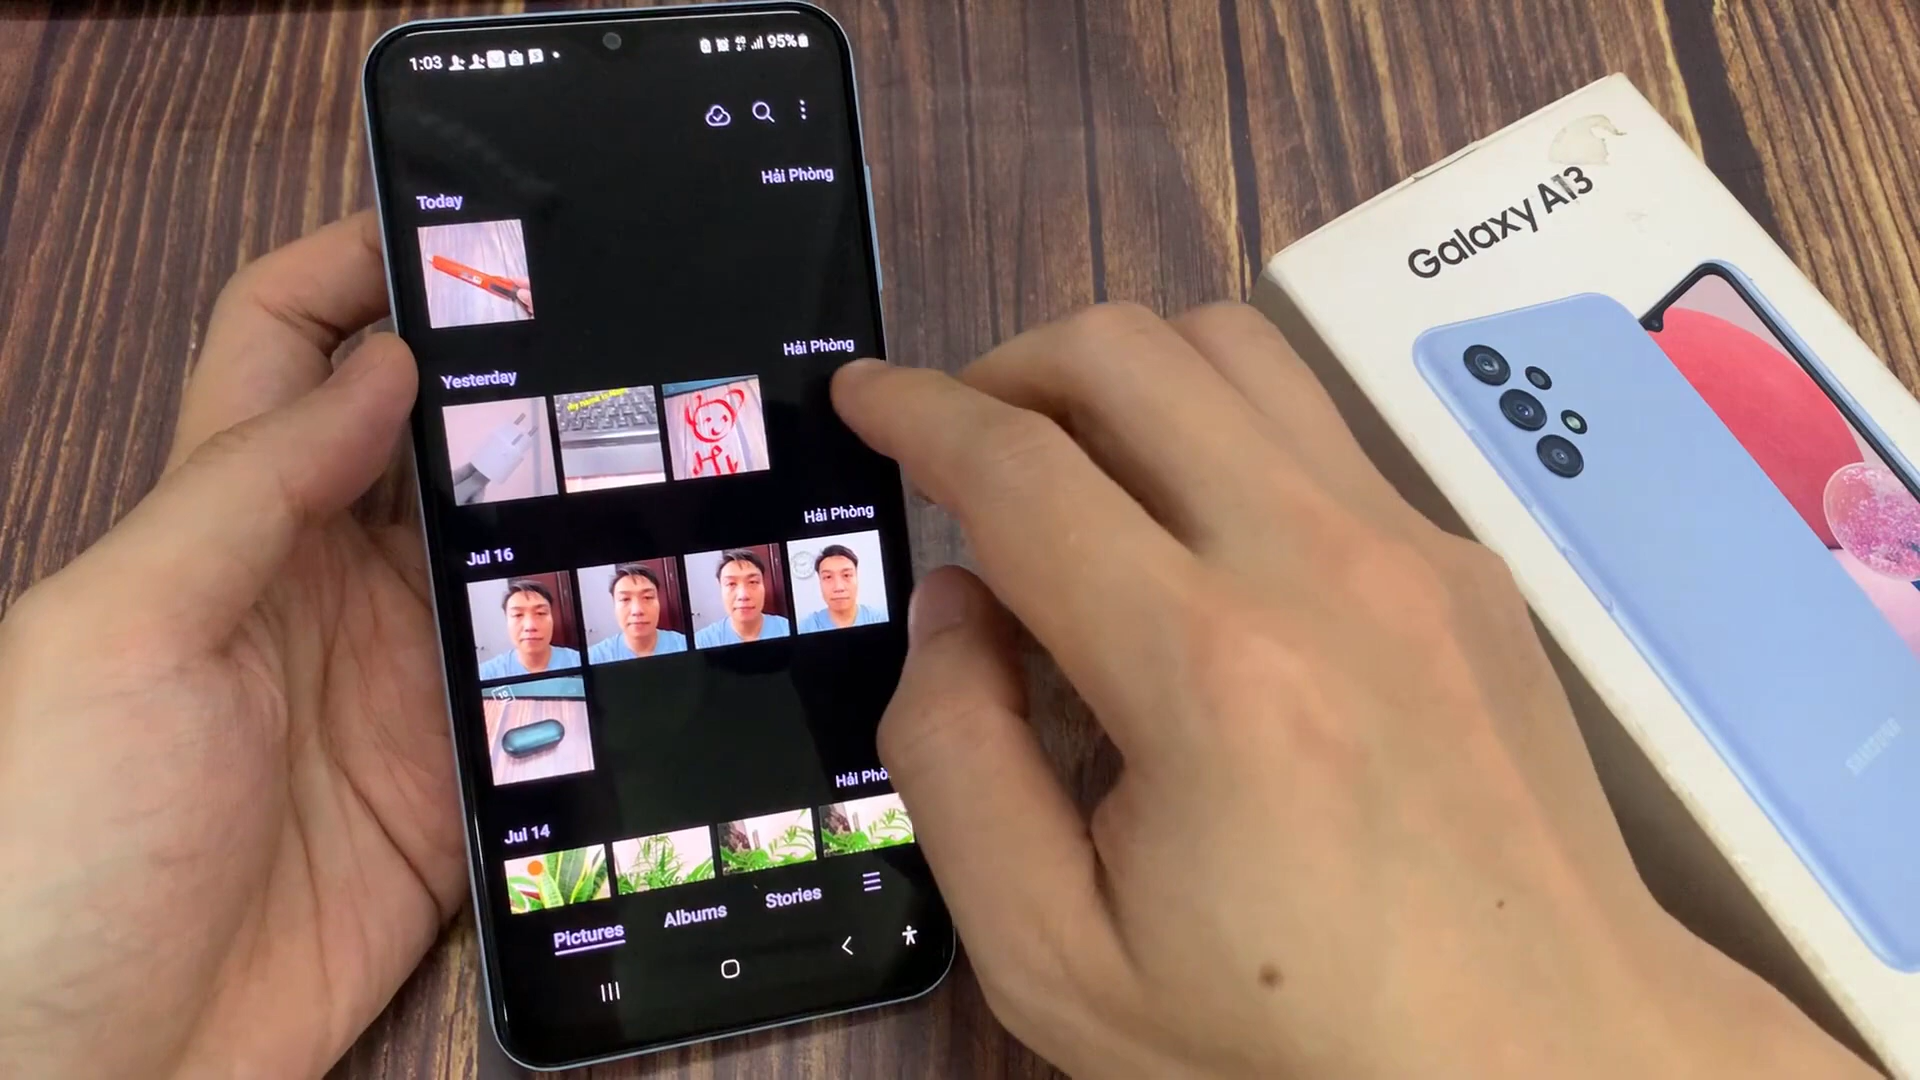 1:03
95%
Hải Phòng
Today
Hải Phòng
Yesterday
Hải Phòng
Jul 16
Hải Phò
Jul 14
Pictures
Albums
Stories
Galaxy A13
SAMSUNG